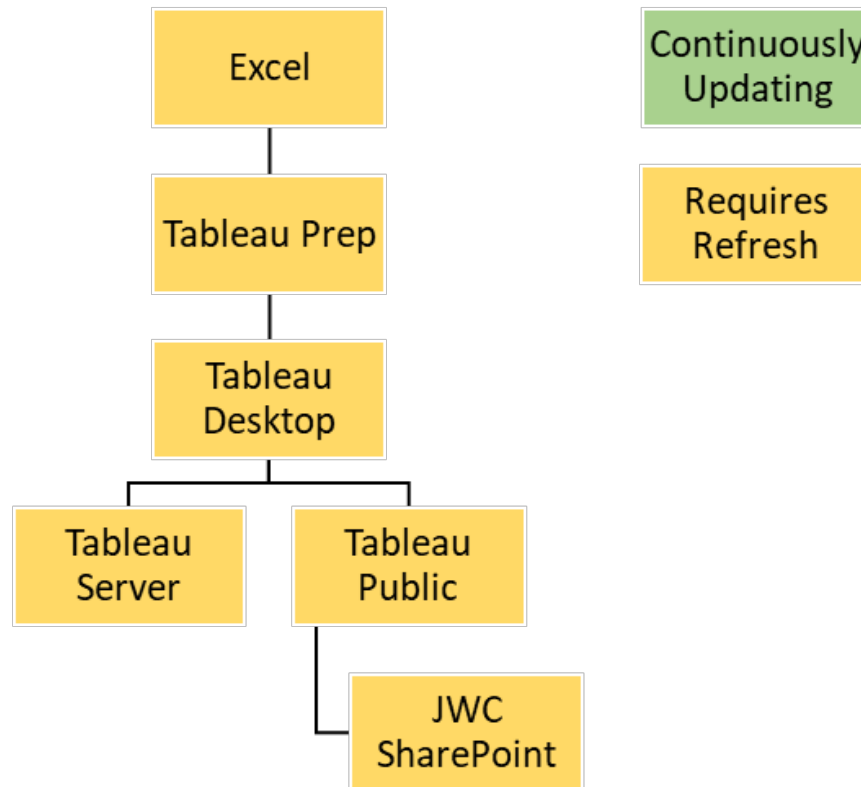 Excel
Continuously
Updating
Tableau Prep
Requires
Refresh
Tableau
Desktop
Tableau
Server
Tableau
Public
JWC
SharePoint